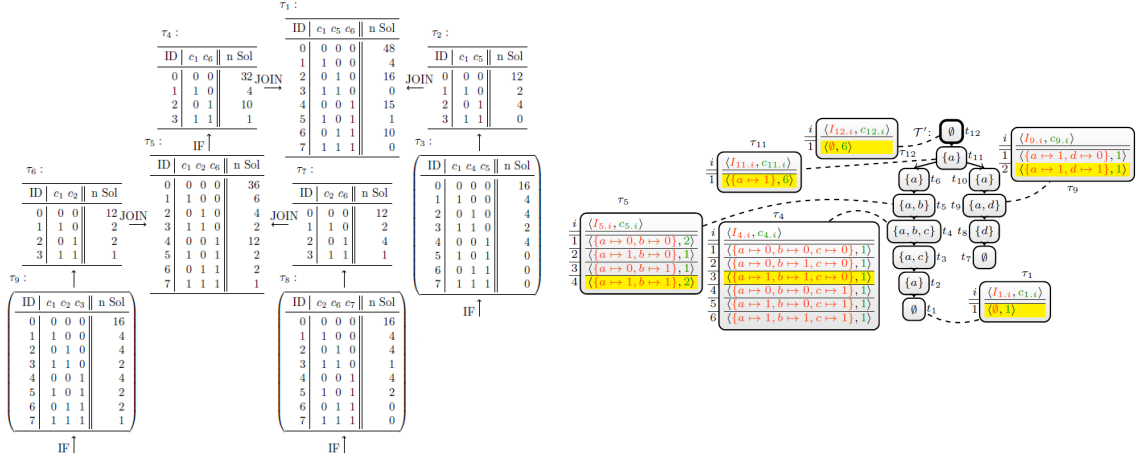 τ₁ :
ID c₁ c₅ c₆ n Sol
0 0 0 0 48
1 1 0 0 4
2 0 1 0 16
3 1 1 0 0
4 0 0 1 15
5 1 0 1 1
6 0 1 1 10
7 1 1 1 0
τ₄ :
ID c₁ c₆ n Sol
0 0 0 32
1 1 0 4
2 0 1 10
3 1 1 1
JOIN
JOIN
τ₂ :
ID c₁ c₅ n Sol
0 0 0 12
1 1 0 2
2 0 1 4
3 1 1 0
IF
τ₅ :
ID c₁ c₂ c₆ n Sol
0 0 0 0 36
1 1 0 0 6
2 0 1 0 4
3 1 1 0 2
4 0 0 1 12
5 1 0 1 2
6 0 1 1 2
7 1 1 1 1
τ₃ :
ID c₁ c₄ c₅ n Sol
0 0 0 0 16
1 1 0 0 4
2 0 1 0 4
3 1 1 0 2
4 0 0 1 4
5 1 0 1 0
6 0 1 1 0
7 1 1 1 0
IF
τ₆ :
ID c₁ c₂ n Sol
0 0 0 12
1 1 0 2
2 0 1 2
3 1 1 1
JOIN
JOIN
τ₇ :
ID c₂ c₆ n Sol
0 0 0 12
1 1 0 2
2 0 1 4
3 1 1 1
τ₉ :
ID c₁ c₂ c₃ n Sol
0 0 0 0 16
1 1 0 0 4
2 0 1 0 4
3 1 1 0 2
4 0 0 1 4
5 1 0 1 2
6 0 1 1 2
7 1 1 1 1
IF
τ₈ :
ID c₂ c₆ c₇ n Sol
0 0 0 0 16
1 1 0 0 4
2 0 1 0 4
3 1 1 0 1
4 0 0 1 4
5 1 0 1 2
6 0 1 1 0
7 1 1 1 0
IF
i ⟨I₁₂.ᵢ, c₁₂.ᵢ⟩
1 ⟨∅, 6⟩
τ₁₂
𝒯′: ∅ t₁₂
τ₁₁
i ⟨I₁₁.ᵢ, c₁₁.ᵢ⟩
1 ⟨{a ↦ 1}, 6⟩
{a} t₁₁
i ⟨I₉.ᵢ, c₉.ᵢ⟩
1 ⟨{a ↦ 1, d ↦ 0}, 1⟩
2 ⟨{a ↦ 1, d ↦ 1}, 1⟩
τ₉
{a} t₆ t₁₀ {a}
{a, b} t₅ t₉ {a, d}
{a, b, c} t₄ t₈ {d}
{a, c} t₃ t₇ ∅
{a} t₂
∅ t₁
τ₅
i ⟨I₅.ᵢ, c₅.ᵢ⟩
1 ⟨{a ↦ 0, b ↦ 0}, 2⟩
2 ⟨{a ↦ 1, b ↦ 0}, 1⟩
3 ⟨{a ↦ 0, b ↦ 1}, 1⟩
4 ⟨{a ↦ 1, b ↦ 1}, 2⟩
τ₄
i ⟨I₄.ᵢ, c₄.ᵢ⟩
1 ⟨{a ↦ 0, b ↦ 0, c ↦ 0}, 1⟩
2 ⟨{a ↦ 0, b ↦ 1, c ↦ 0}, 1⟩
3 ⟨{a ↦ 1, b ↦ 1, c ↦ 0}, 1⟩
4 ⟨{a ↦ 0, b ↦ 0, c ↦ 1}, 1⟩
5 ⟨{a ↦ 1, b ↦ 0, c ↦ 1}, 1⟩
6 ⟨{a ↦ 1, b ↦ 1, c ↦ 1}, 1⟩
τ₁
i ⟨I₁.ᵢ, c₁.ᵢ⟩
1 ⟨∅, 1⟩